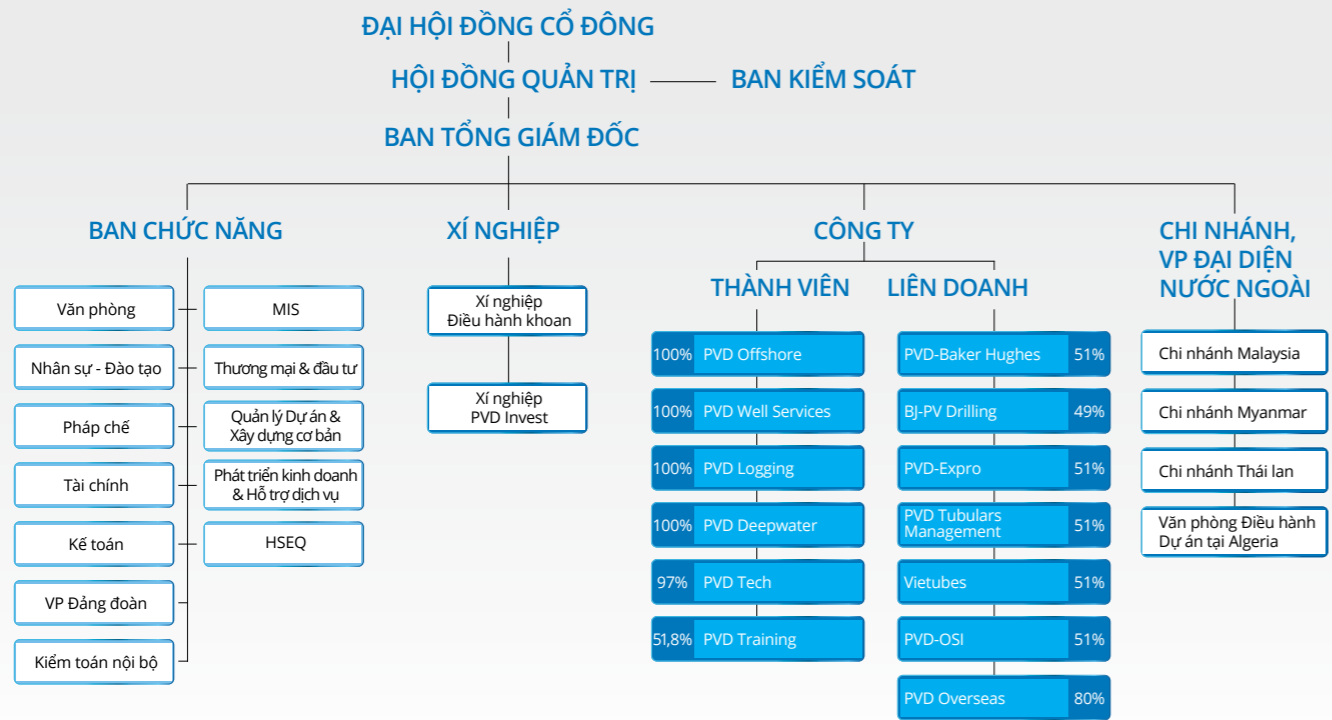 ĐẠI HỘI ĐỒNG CỔ ĐÔNG
HỘI ĐỒNG QUẢN TRỊ
BAN KIỂM SOÁT
BAN TỔNG GIÁM ĐỐC
BAN CHỨC NĂNG
Văn phòng
MIS
Nhân sự - Đào tạo
Thương mại & đầu tư
Pháp chế
Quản lý Dự án &
Xây dựng cơ bản
Tài chính
Phát triển kinh doanh
& Hỗ trợ dịch vụ
Kế toán
HSEQ
VP Đảng đoàn
Kiểm toán nội bộ
XÍ NGHIỆP
Xí nghiệp
Điều hành khoan
Xí nghiệp
PVD Invest
CÔNG TY
THÀNH VIÊN
100% PVD Offshore
100% PVD Well Services
100% PVD Logging
100% PVD Deepwater
97% PVD Tech
51,8% PVD Training
LIÊN DOANH
PVD-Baker Hughes 51%
BJ-PV Drilling 49%
PVD-Expro 51%
PVD Tubulars
Management 51%
Vietubes 51%
PVD-OSI 51%
PVD Overseas 80%
CHI NHÁNH,
VP ĐẠI DIỆN
NƯỚC NGOÀI
Chi nhánh Malaysia
Chi nhánh Myanmar
Chi nhánh Thái lan
Văn phòng Điều hành
Dự án tại Algeria